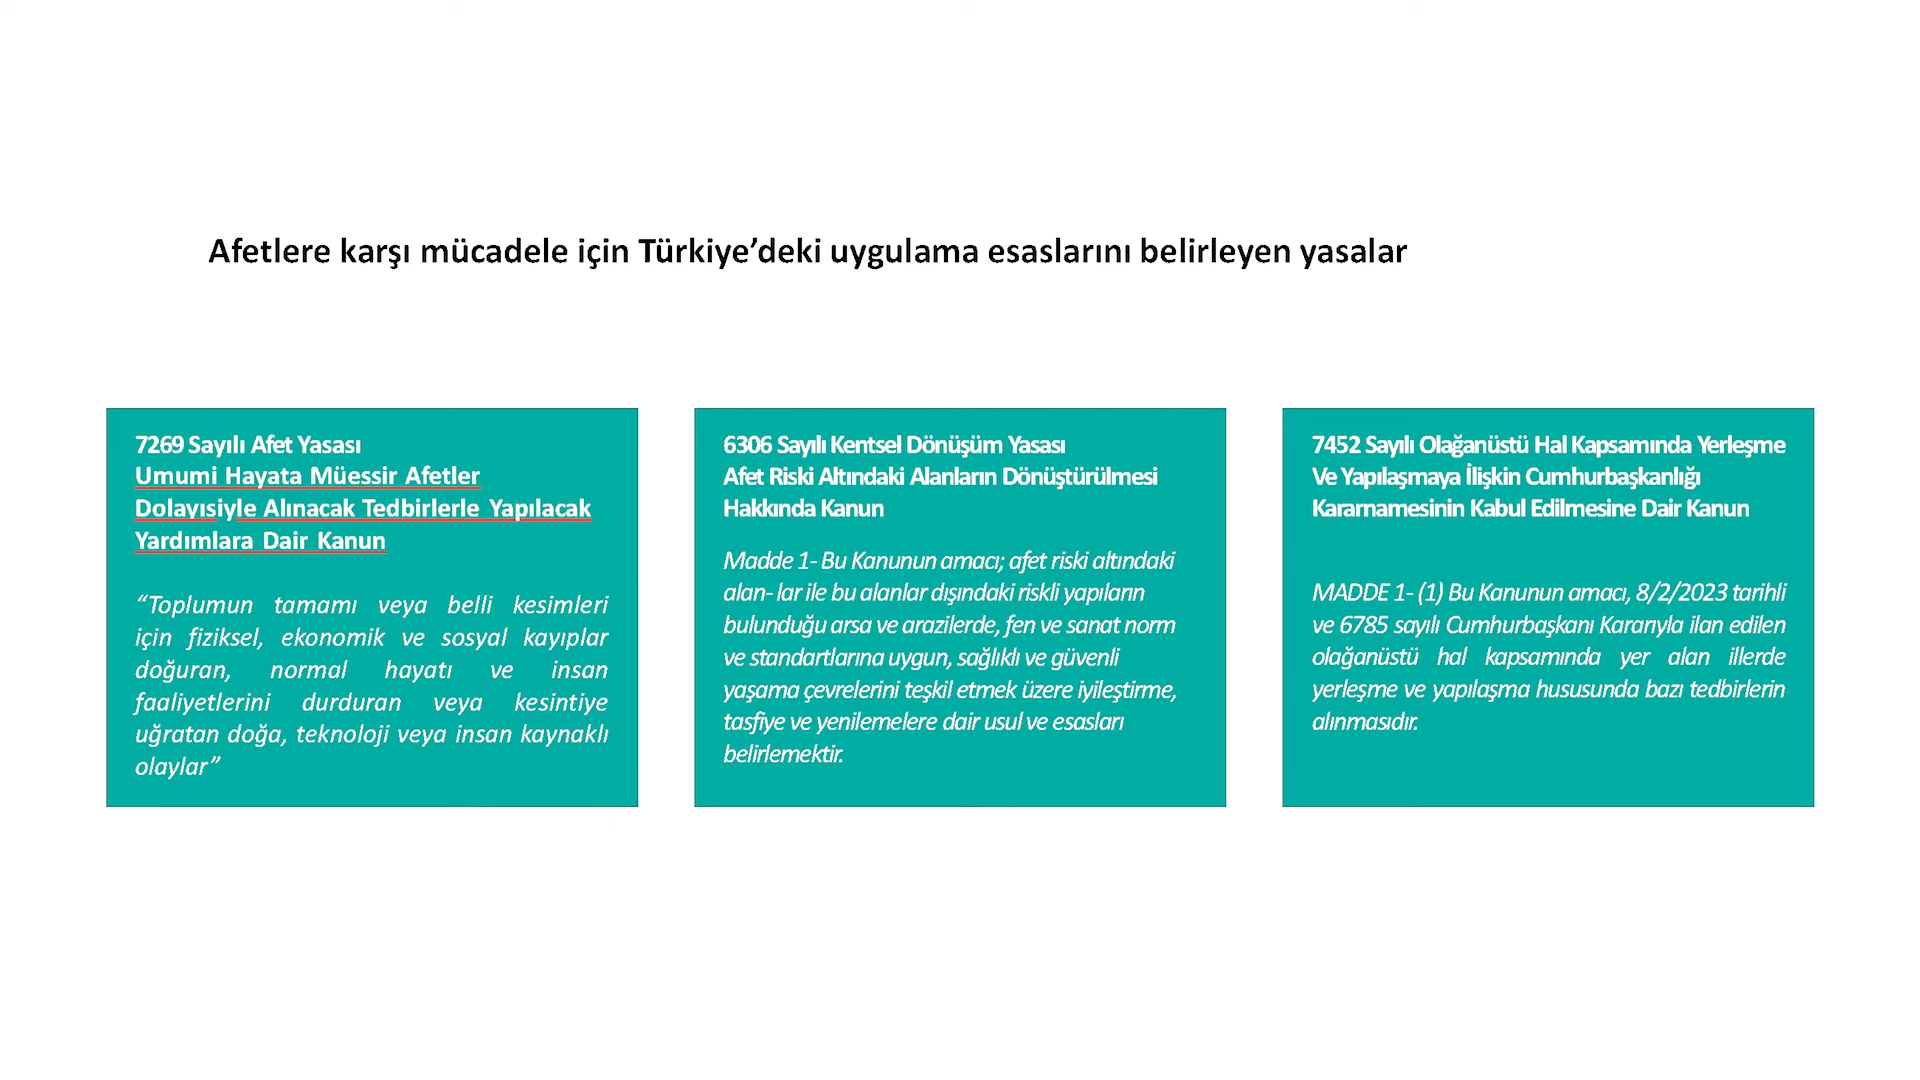 Afetlere karşı mücadele için Türkiye’deki uygulama esaslarını belirleyen yasalar
7269 Sayılı Afet Yasası
Umumi Hayata Müessir Afetler
Dolayısiyle Alınacak Tedbirlerle Yapılacak
Yardımlara Dair Kanun
“Toplumun tamamı veya belli kesimleri
için fiziksel, ekonomik ve sosyal kayıplar
doğuran, normal hayatı ve insan
faaliyetlerini durduran veya kesintiye
uğratan doğa, teknoloji veya insan kaynaklı
olaylar”
6306 Sayılı Kentsel Dönüşüm Yasası
Afet Riski Altındaki Alanların Dönüştürülmesi
Hakkında Kanun
Madde 1- Bu Kanunun amacı; afet riski altındaki
alan- lar ile bu alanlar dışındaki riskli yapıların
bulunduğu arsa ve arazilerde, fen ve sanat norm
ve standartlarına uygun, sağlıklı ve güvenli
yaşama çevrelerini teşkil etmek üzere iyileştirme,
tasfiye ve yenilemelere dair usul ve esasları
belirlemektir.
7452 Sayılı Olağanüstü Hal Kapsamında Yerleşme
Ve Yapılaşmaya İlişkin Cumhurbaşkanlığı
Kararnamesinin Kabul Edilmesine Dair Kanun
MADDE 1- (1) Bu Kanunun amacı, 8/2/2023 tarihli
ve 6785 sayılı Cumhurbaşkanı Kararıyla ilan edilen
olağanüstü hal kapsamında yer alan illerde
yerleşme ve yapılaşma hususunda bazı tedbirlerin
alınmasıdır.